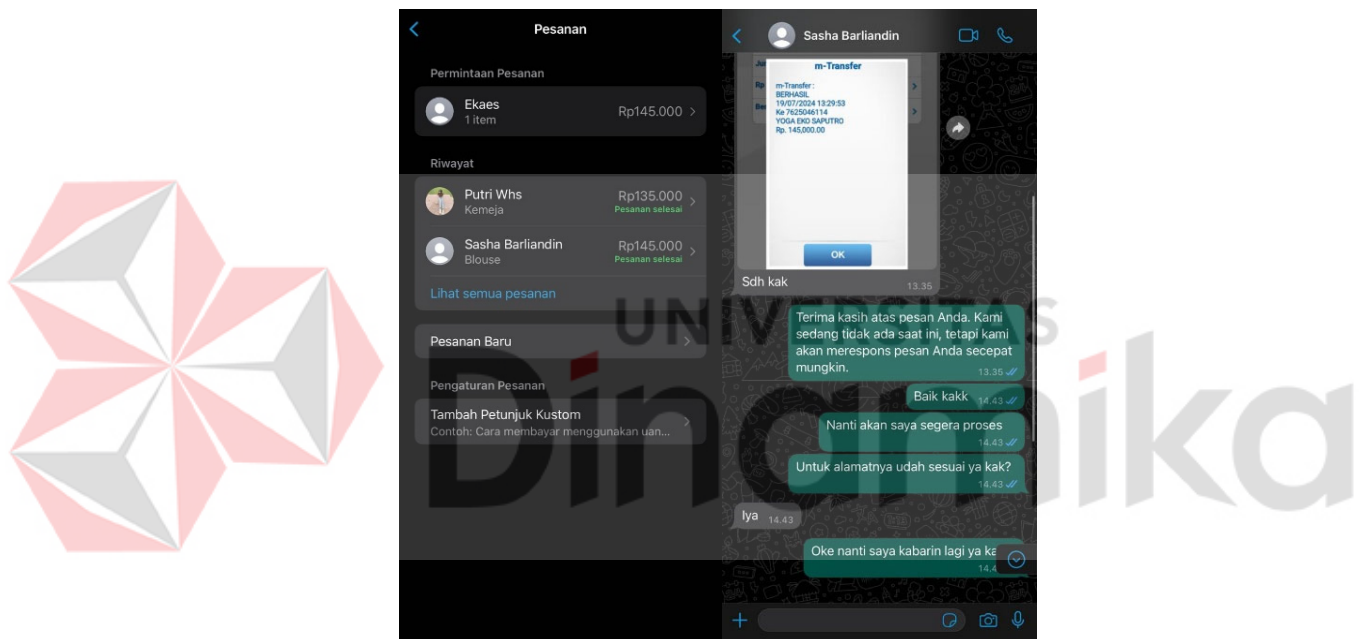 Pesanan
Permintaan Pesanan
Ekaes
1 item
Rp145.000
Riwayat
Putri Whs
Kemeja
Rp135.000
Pesanan selesai
Sasha Barliandin
Blouse
Rp145.000
Pesanan selesai
Lihat semua pesanan
Pesanan Baru
Pengaturan Pesanan
Tambah Petunjuk Kustom
Contoh: Cara membayar menggunakan uan...
Sasha Barliandin
m-Transfer
m-Transfer :
BERHASIL
19/07/2024 13:29:53
Ke 7625046114
YOGA EKO SAPUTRO
Rp. 145,000.00
OK
Sdh kak
13.35
Terima kasih atas pesan Anda. Kami
sedang tidak ada saat ini, tetapi kami
akan merespons pesan Anda secepat
mungkin.
13.35
Baik kakk
14.43
Nanti akan saya segera proses
14.43
Untuk alamatnya udah sesuai ya kak?
14.43
Iya
14.43
Oke nanti saya kabarin lagi ya
UNIVERSITAS
Dinamika